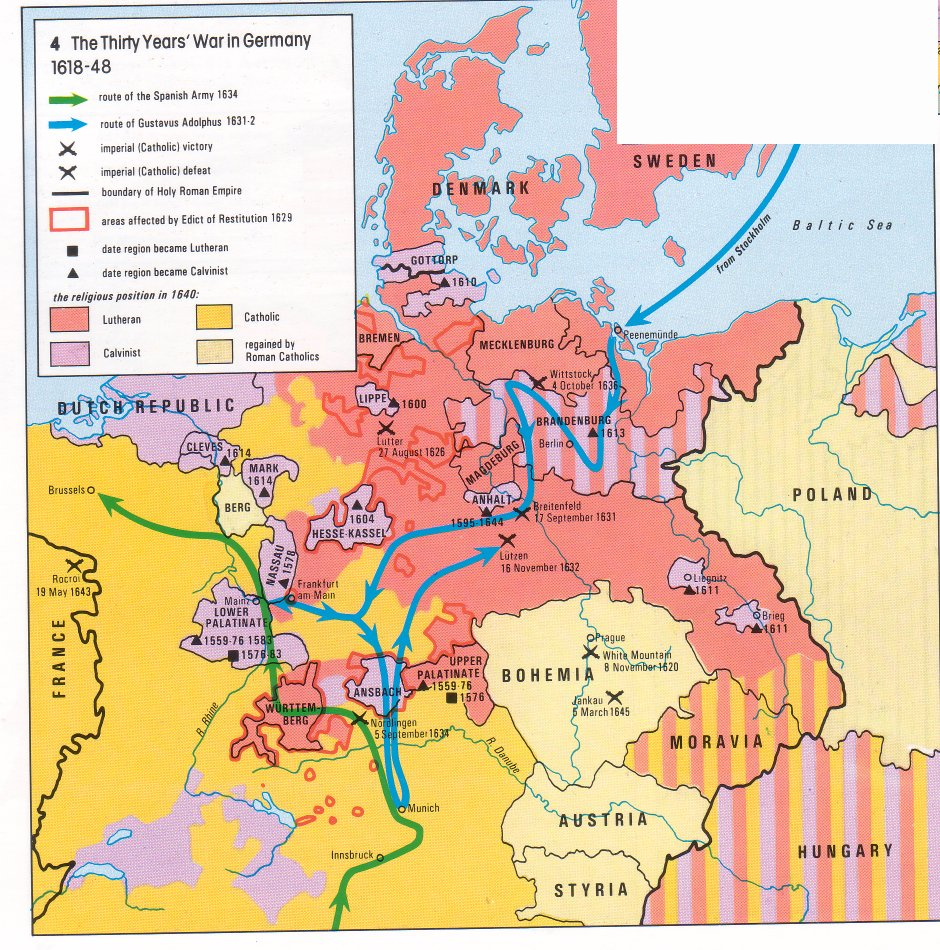 4 The Thirty Years' War in Germany
1618-48
route of the Spanish Army 1634
route of Gustavus Adolphus 1631-2
imperial (Catholic) victory
imperial (Catholic) defeat
boundary of Holy Roman Empire
areas affected by Edict of Restitution 1629
date region became Lutheran
date region became Calvinist
the religious position in 1640:
Lutheran
Catholic
Calvinist
regained by
Roman Catholics
SWEDEN
DENMARK
Baltic Sea
from Stockholm
GOTTORP
1610
Peenemünde
BREMEN
MECKLENBURG
Wittstock
4 October 1636
LIPPE
1600
DUTCH REPUBLIC
BRANDENBURG
1613
Berlin
Lutter
27 August 1626
CLEVES
1614
MARK
1614
MAGDEBURG
Brussels
BERG
ANHALT
1595 1644
POLAND
Breitenfeld
17 September 1631
1604
HESSE-KASSEL
Lützen
16 November 1632
NASSAU
1578
Rocroi
19 May 1643
Frankfurt
am-Main
Liegnitz
1611
Mainz
LOWER
PALATINATE
1559-76 1583
1576-83
Brieg
1611
FRANCE
Prague
White Mountain
8 November 1620
BOHEMIA
UPPER
PALATINATE
1559-76
1576
ANSBACH
Jankau
5 March 1645
WÜRTTEM-
BERG
R. Rhine
Nördlingen
5 September 1634
R. Danube
MORAVIA
Munich
AUSTRIA
Innsbruck
HUNGARY
STYRIA